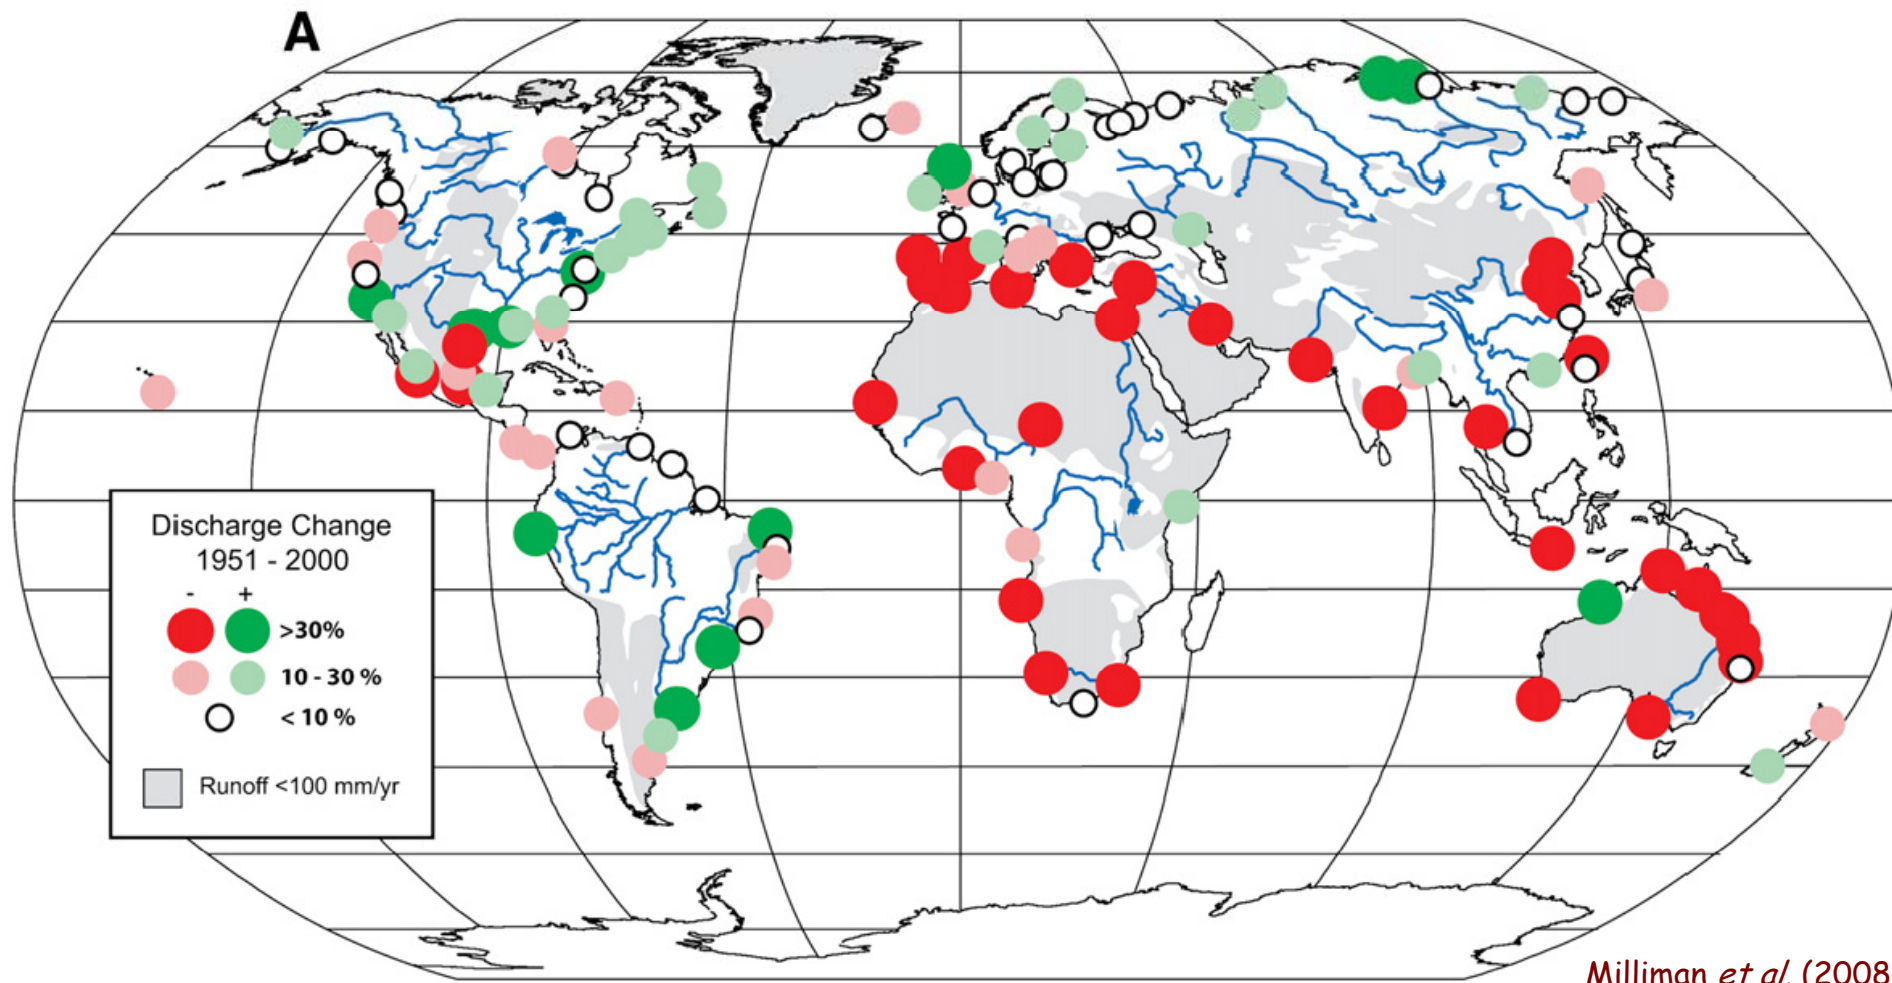 A
Discharge Change
1951 - 2000
- +
>30%
10 - 30 %
< 10 %
Runoff <100 mm/yr
Milliman et al. (2008